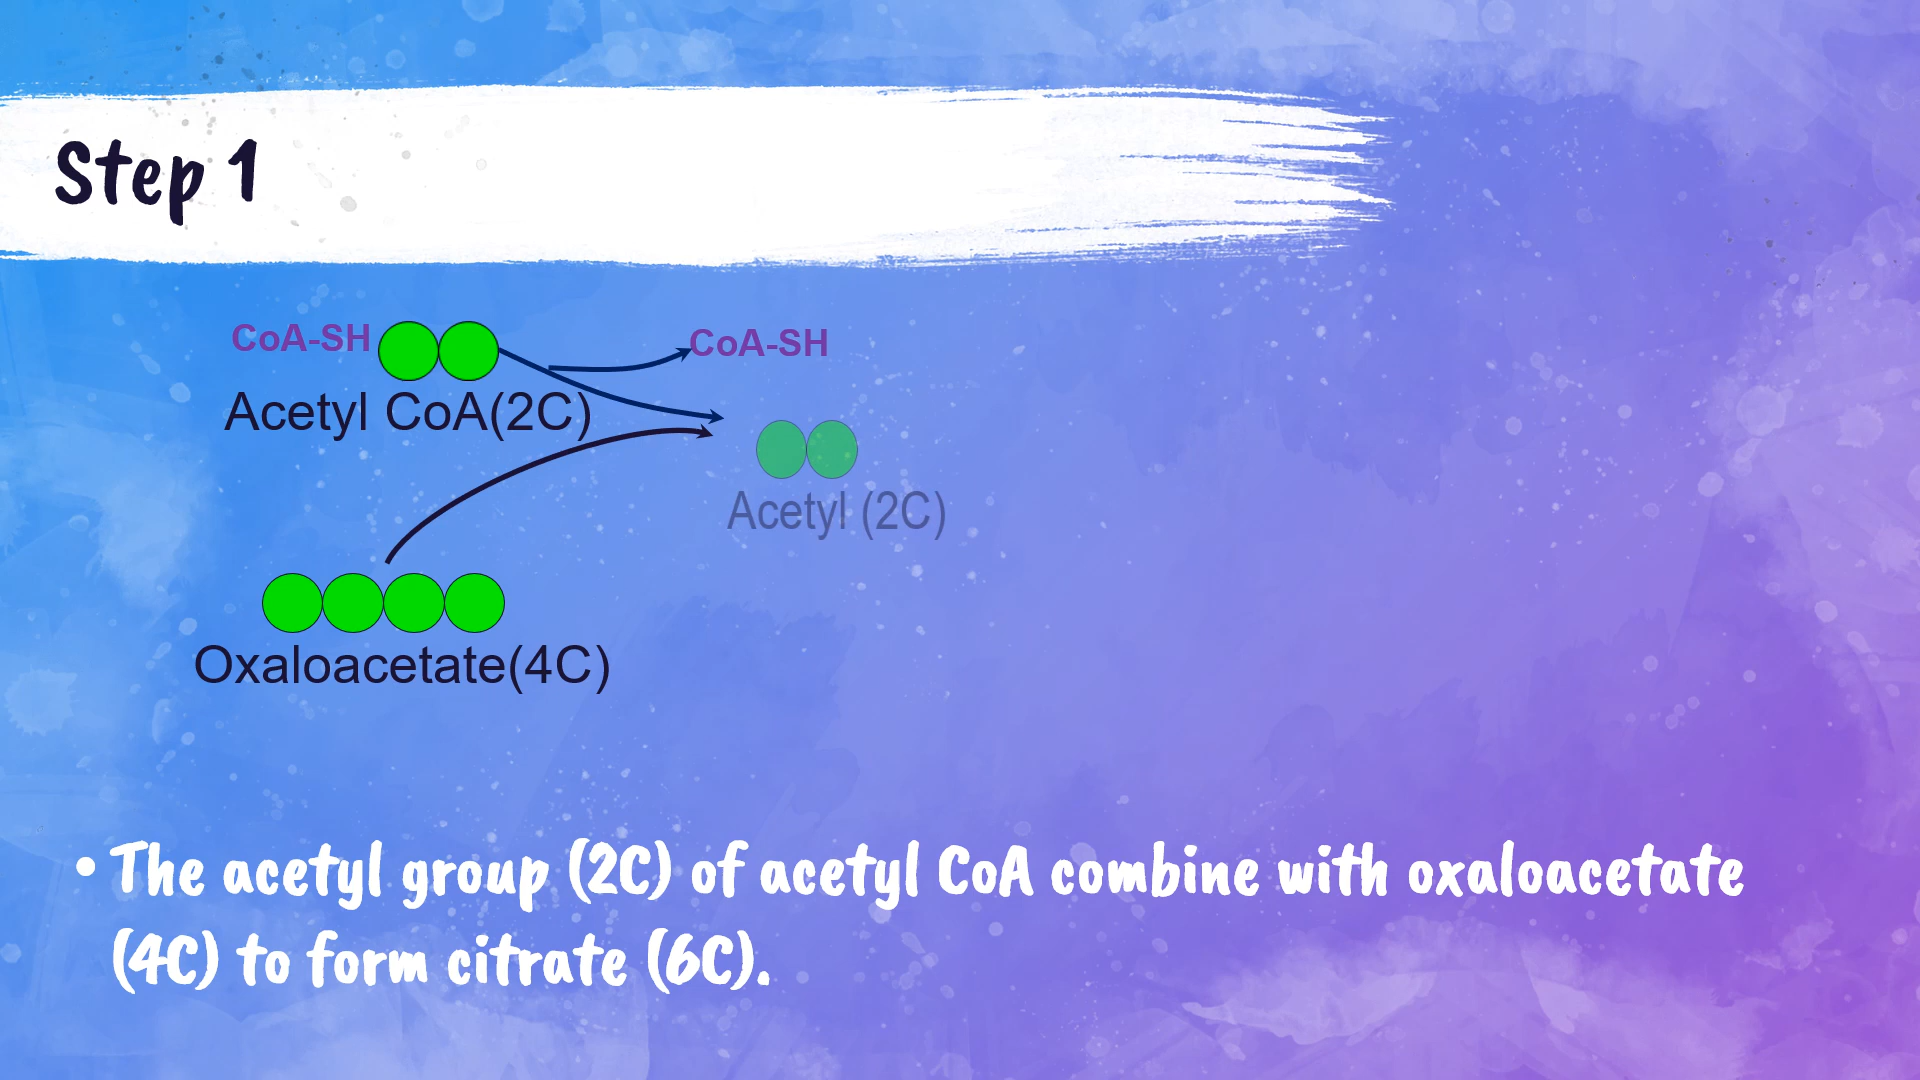 Step 1
CoA-SH
CoA-SH
Acetyl CoA(2C)
Acetyl (2C)
Oxaloacetate(4C)
• The acetyl group (2C) of acetyl CoA combine with oxaloacetate
(4C) to form citrate (6C).